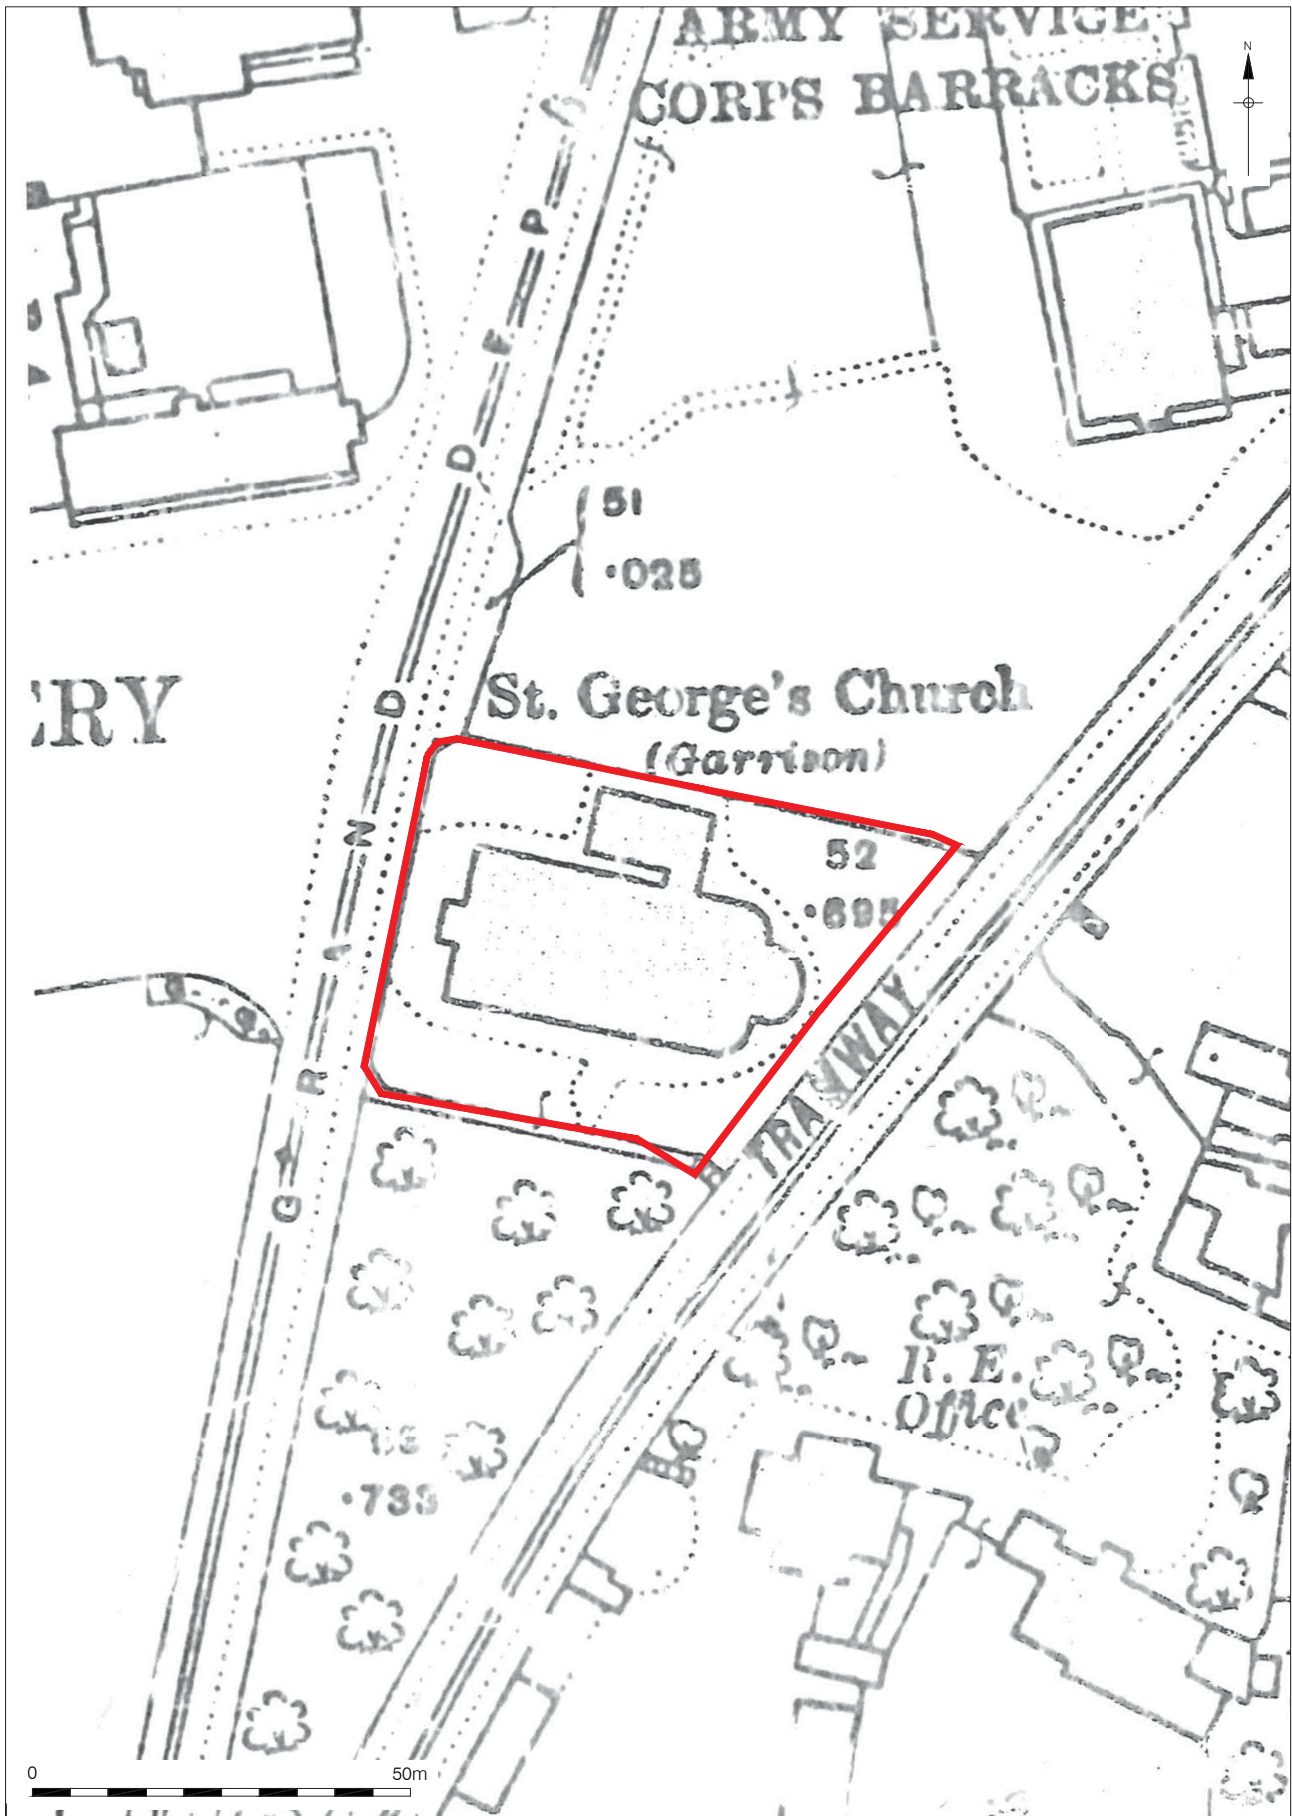 ARMY SERVICE
CORPS BARRACKS
N
51
·025
:RY
St. George's Church
(Garrison)
52
·695
GRAND DEPOT
TRAMWAY
R. E.
Office
·733
0 50m